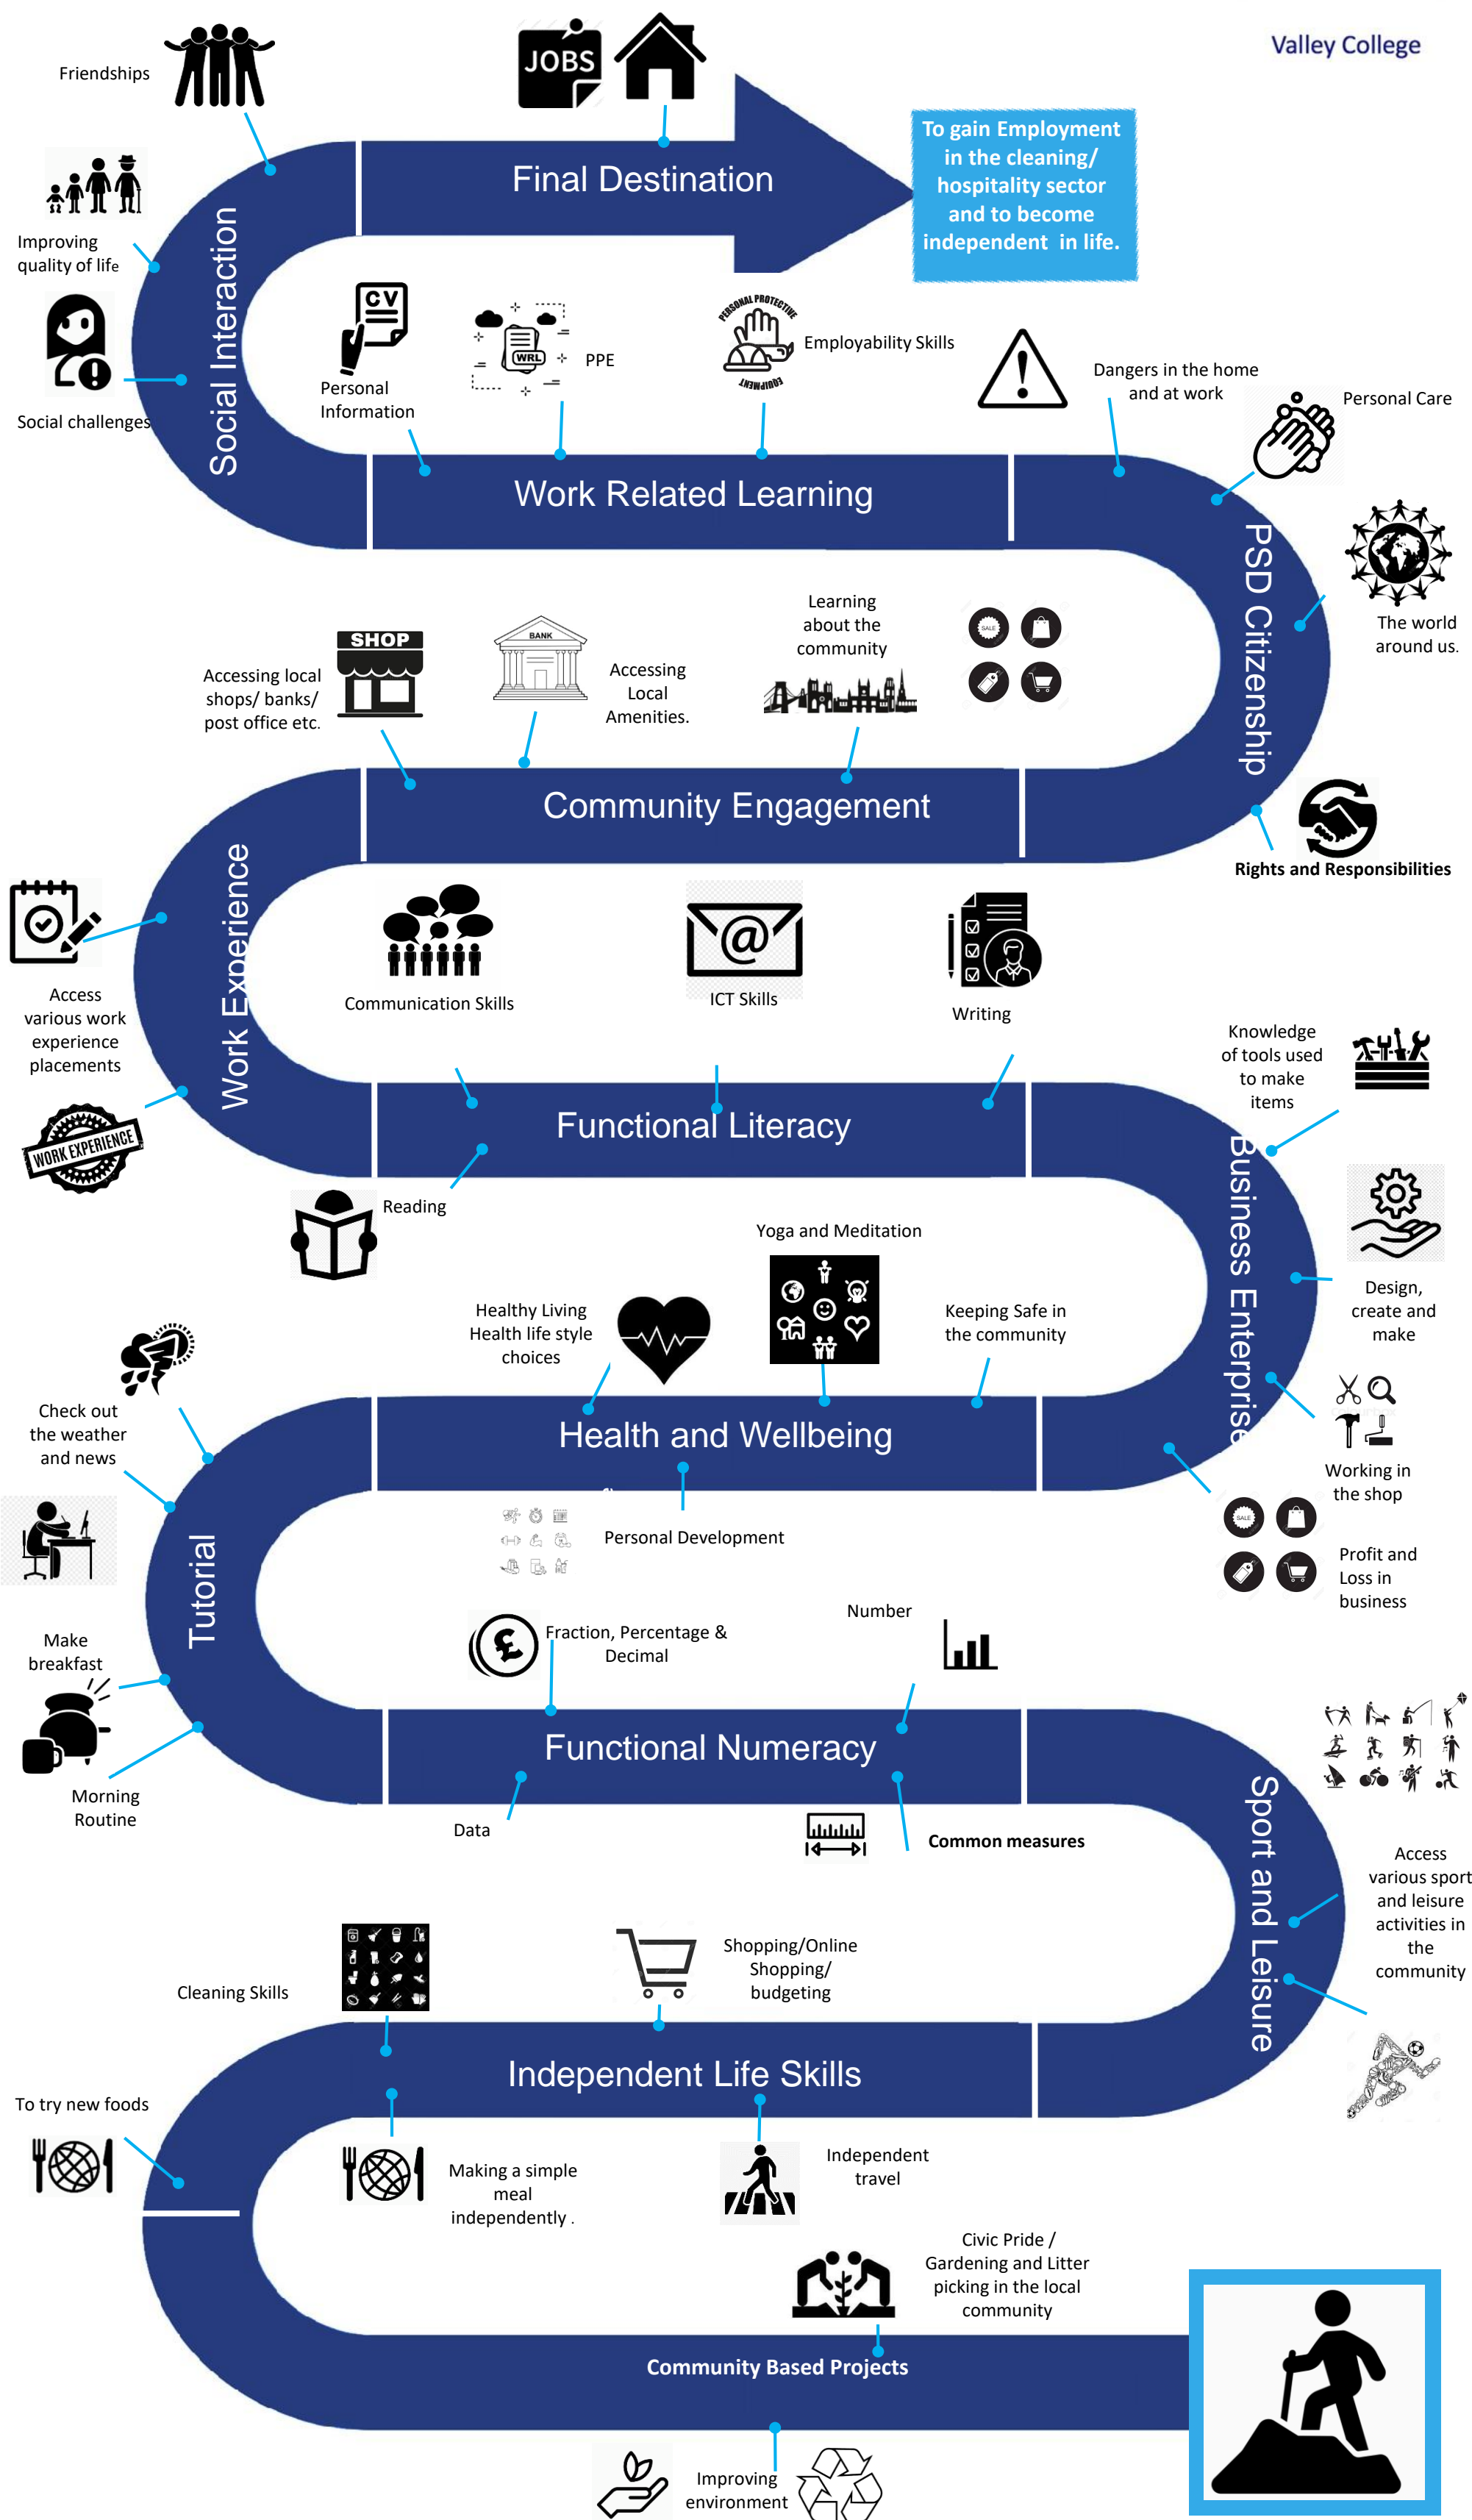 Valley College
Friendships
JOBS
Final Destination
To gain Employment
in the cleaning/
hospitality sector
and to become
independent in life.
Improving
quality of life
Social challenges
Social Interaction
CV
Personal
Information
WRL
PPE
PERSONAL PROTECTIVE
EQUIPMENT
Employability Skills
Dangers in the home
and at work
Personal Care
Work Related Learning
PSD Citizenship
The world
around us.
Accessing local
shops/ banks/
post office etc.
SHOP
BANK
Accessing
Local
Amenities.
Learning
about the
community
SALE
Community Engagement
Rights and Responsibilities
Work Experience
Access
various work
experience
placements
WORK EXPERIENCE
Communication Skills
@
ICT Skills
Writing
Functional Literacy
Reading
Knowledge
of tools used
to make
items
Business Enterprise
Design,
create and
make
Working in
the shop
SALE
Profit and
Loss in
business
Yoga and Meditation
Healthy Living
Health life style
choices
Keeping Safe in
the community
Health and Wellbeing
Personal Development
Check out
the weather
and news
Tutorial
Make
breakfast
Morning
Routine
£
Fraction, Percentage &
Decimal
Number
Functional Numeracy
Data
Common measures
Sport and Leisure
Access
various sport
and leisure
activities in
the
community
Cleaning Skills
Shopping/Online
Shopping/
budgeting
Independent Life Skills
To try new foods
Making a simple
meal
independently .
Independent
travel
Civic Pride /
Gardening and Litter
picking in the local
community
Community Based Projects
Improving
environment